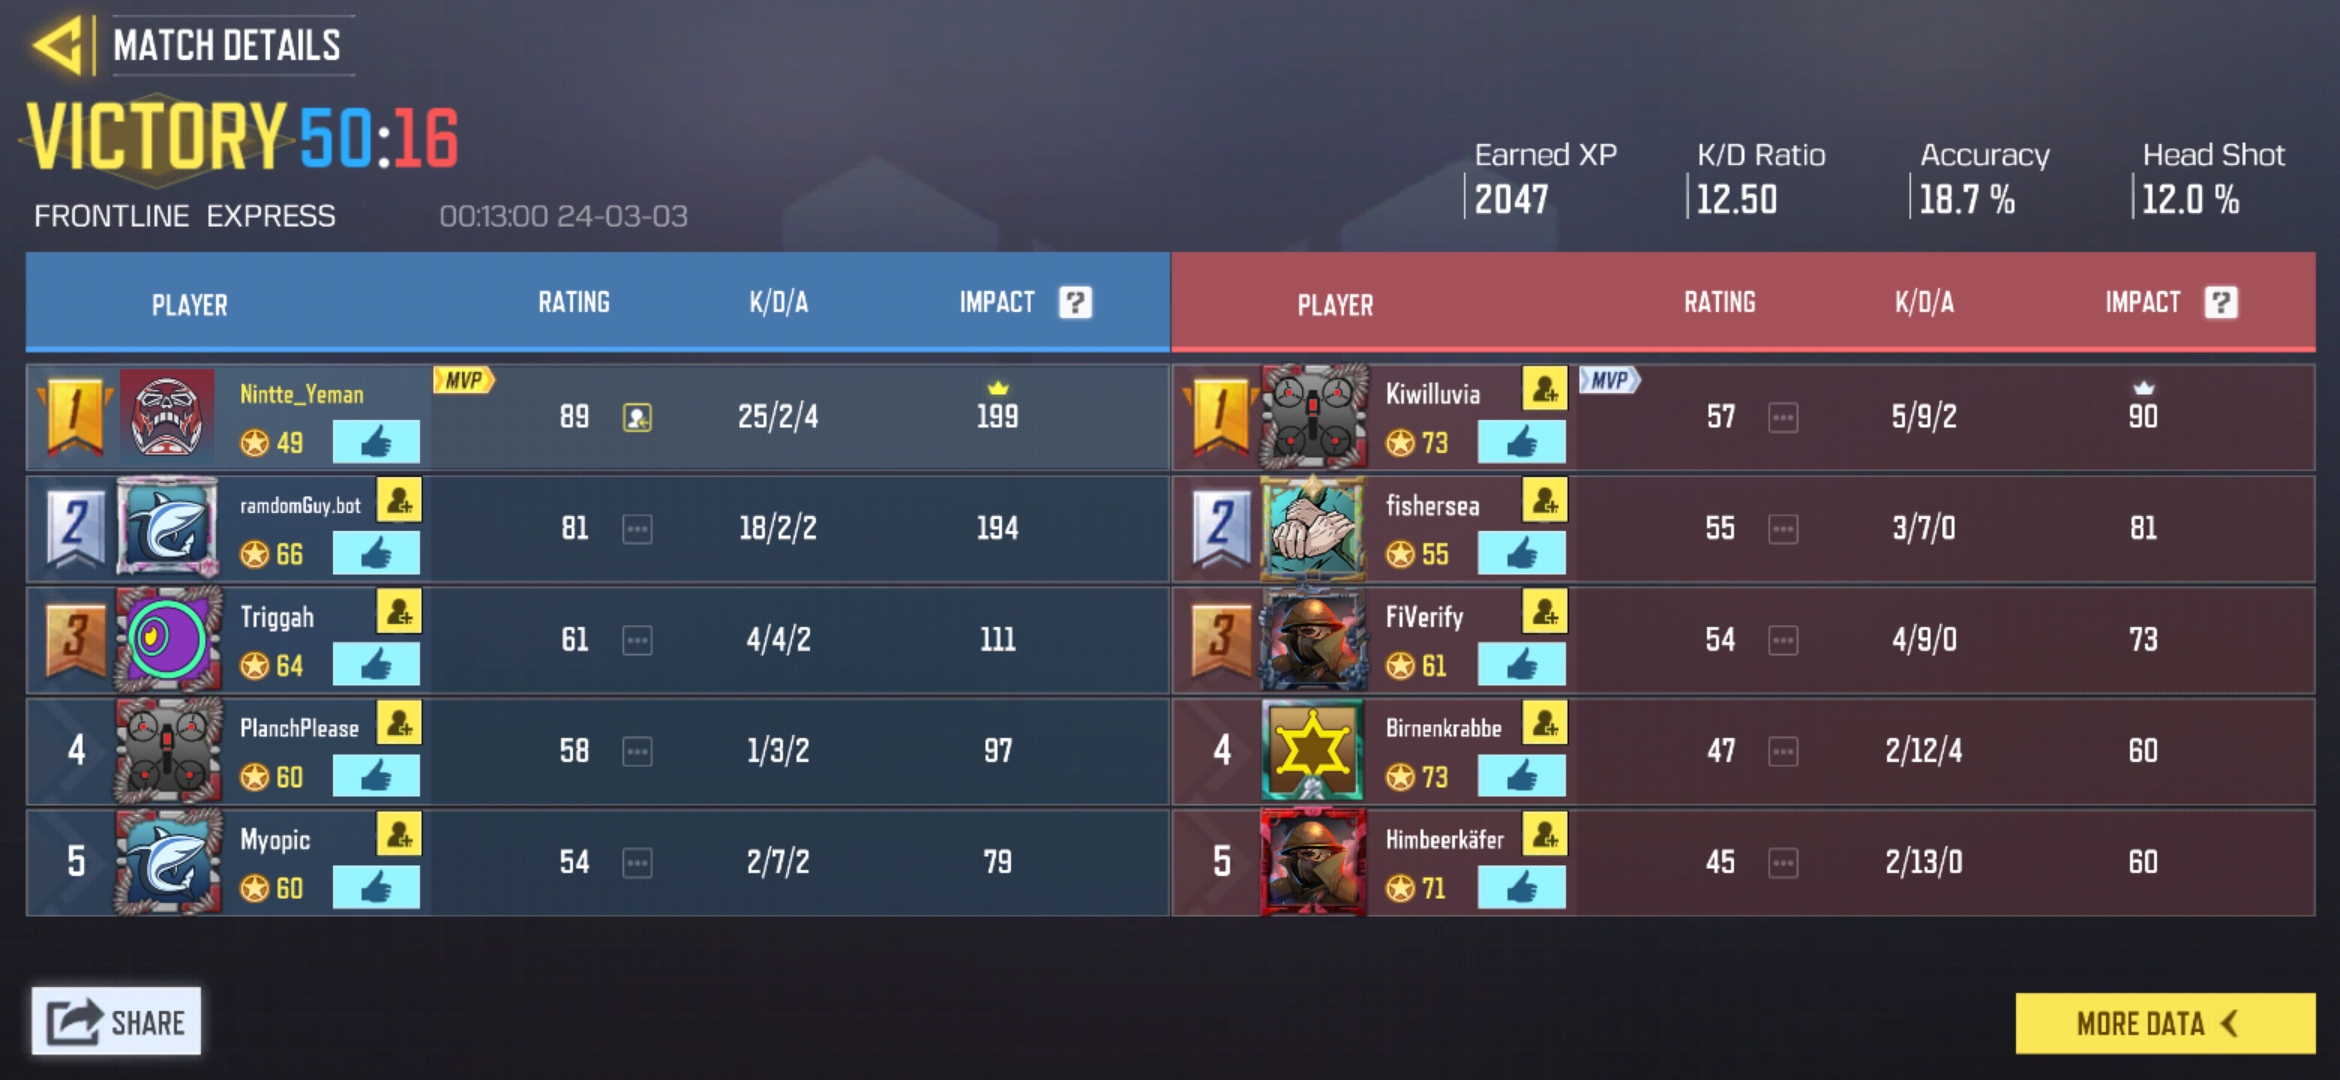 MATCH DETAILS
VICTORY 50:16
FRONTLINE EXPRESS 00:13:00 24-03-03
Earned XP K/D Ratio Accuracy Head Shot
2047 12.50 18.7 % 12.0 %
PLAYER RATING K/D/A IMPACT ?
1 Nintte_Yeman MVP 89 25/2/4 199
49
2 ramdomGuy.bot 81 18/2/2 194
66
3 Triggah 61 4/4/2 111
64
4 PlanchPlease 58 1/3/2 97
60
5 Myopic 54 2/7/2 79
60
PLAYER RATING K/D/A IMPACT ?
1 Kiwilluvia MVP 57 5/9/2 90
73
2 fishersea 55 3/7/0 81
55
3 FiVerify 54 4/9/0 73
61
4 Birnenkrabbe 47 2/12/4 60
73
5 Himbeerkäfer 45 2/13/0 60
71
SHARE
MORE DATA